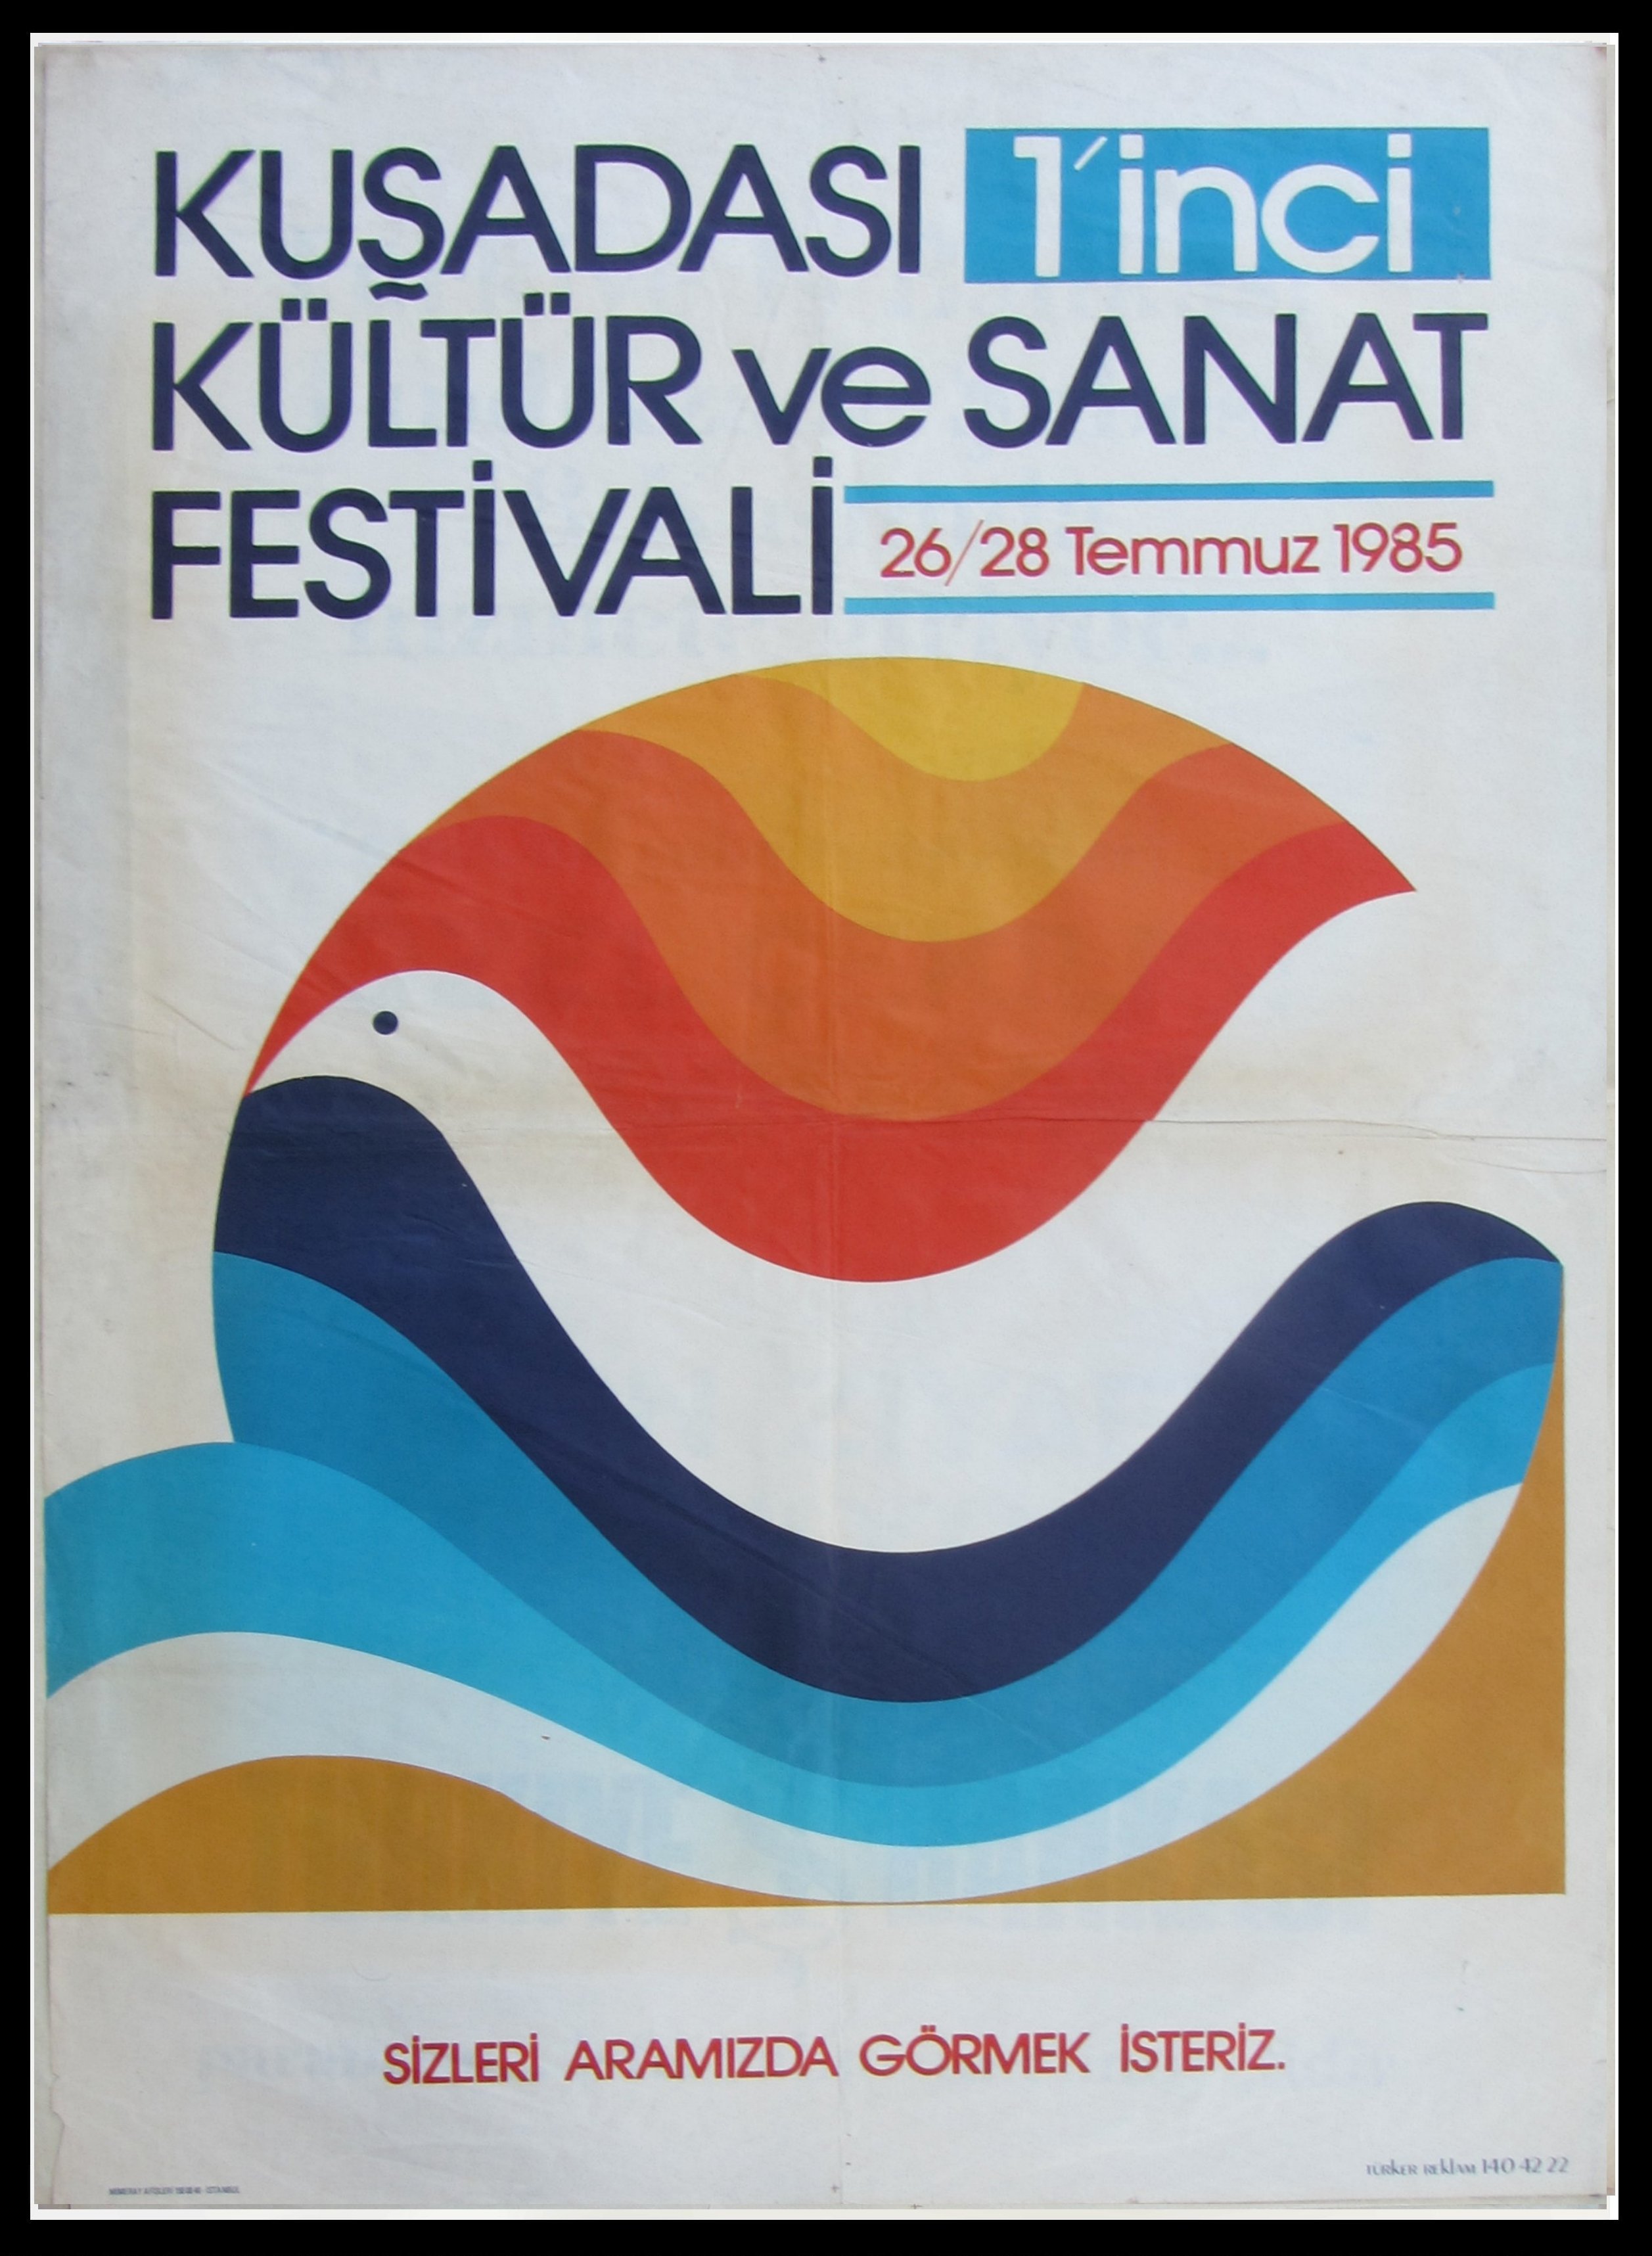 KUŞADASI 1'inci
KÜLTÜR ve SANAT
FESTİVALİ 26/28 Temmuz 1985
SİZLERİ ARAMIZDA GÖRMEK İSTERİZ.
TÜRKER REKLAM 140 42 22